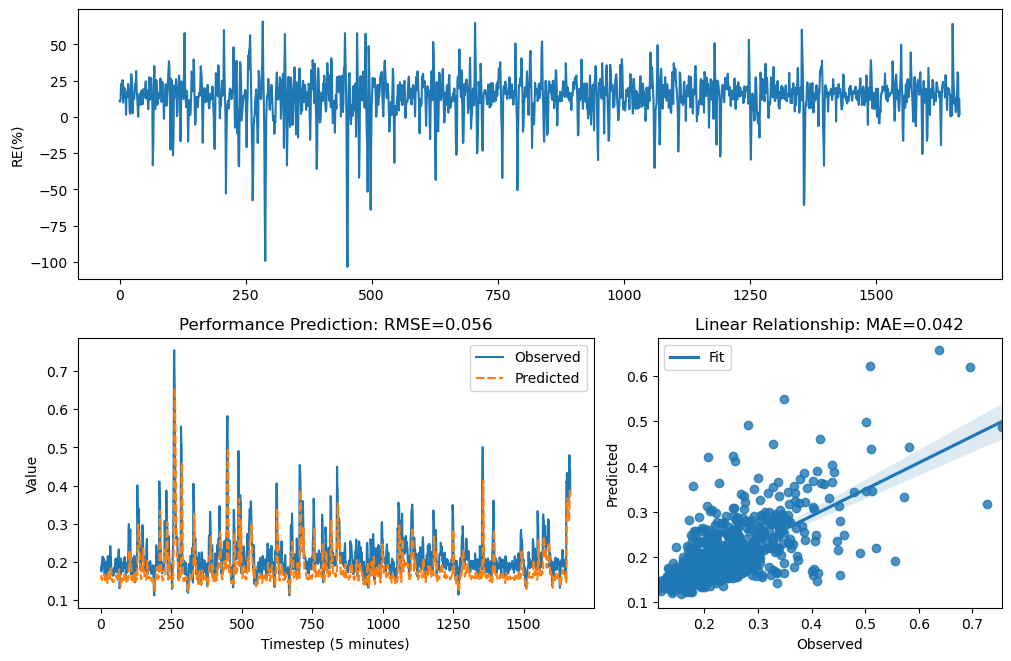 50
25
0
−25
−50
−75
−100
RE(%)
0 250 500 750 1000 1250 1500
Performance Prediction: RMSE=0.056
Observed
Predicted
0.7
0.6
0.5
0.4
0.3
0.2
0.1
Value
0 250 500 750 1000 1250 1500
Timestep (5 minutes)
Linear Relationship: MAE=0.042
Fit
0.6
0.5
0.4
0.3
0.2
0.1
Predicted
0.2 0.3 0.4 0.5 0.6 0.7
Observed